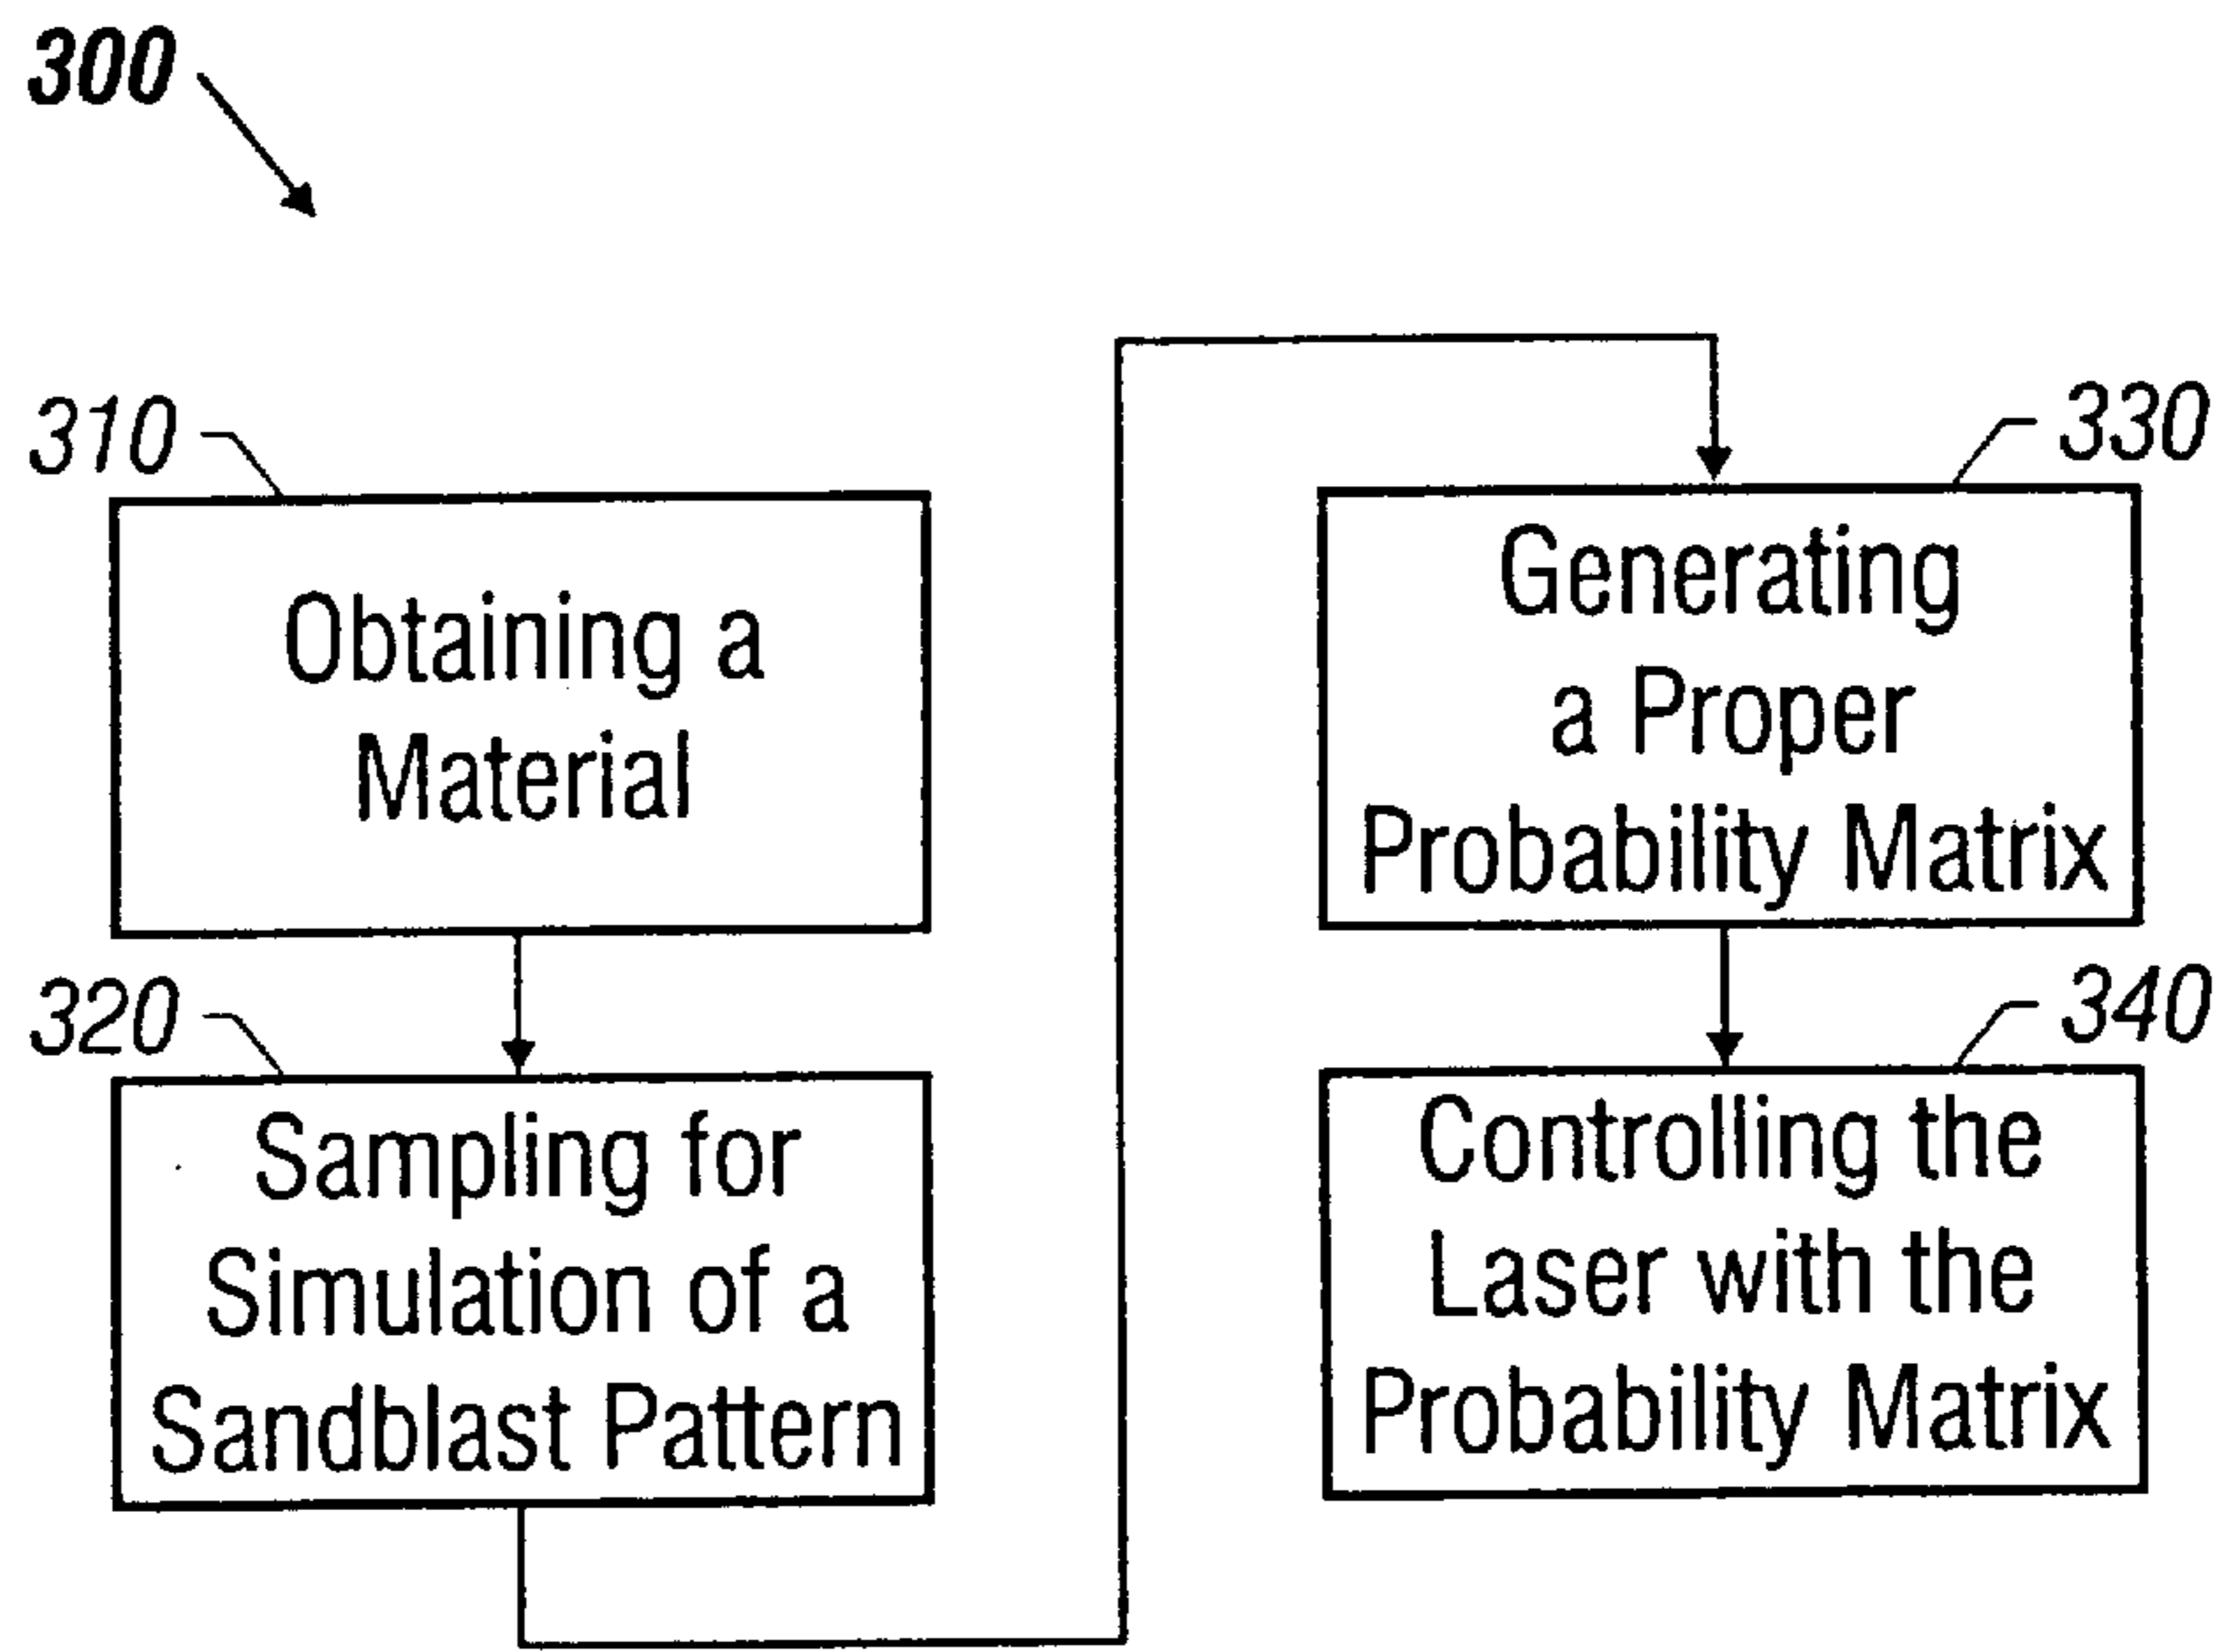 300
310
Obtaining a
Material
320
Sampling for
Simulation of a
Sandblast Pattern
330
Generating
a Proper
Probability Matrix
340
Controlling the
Laser with the
Probability Matrix